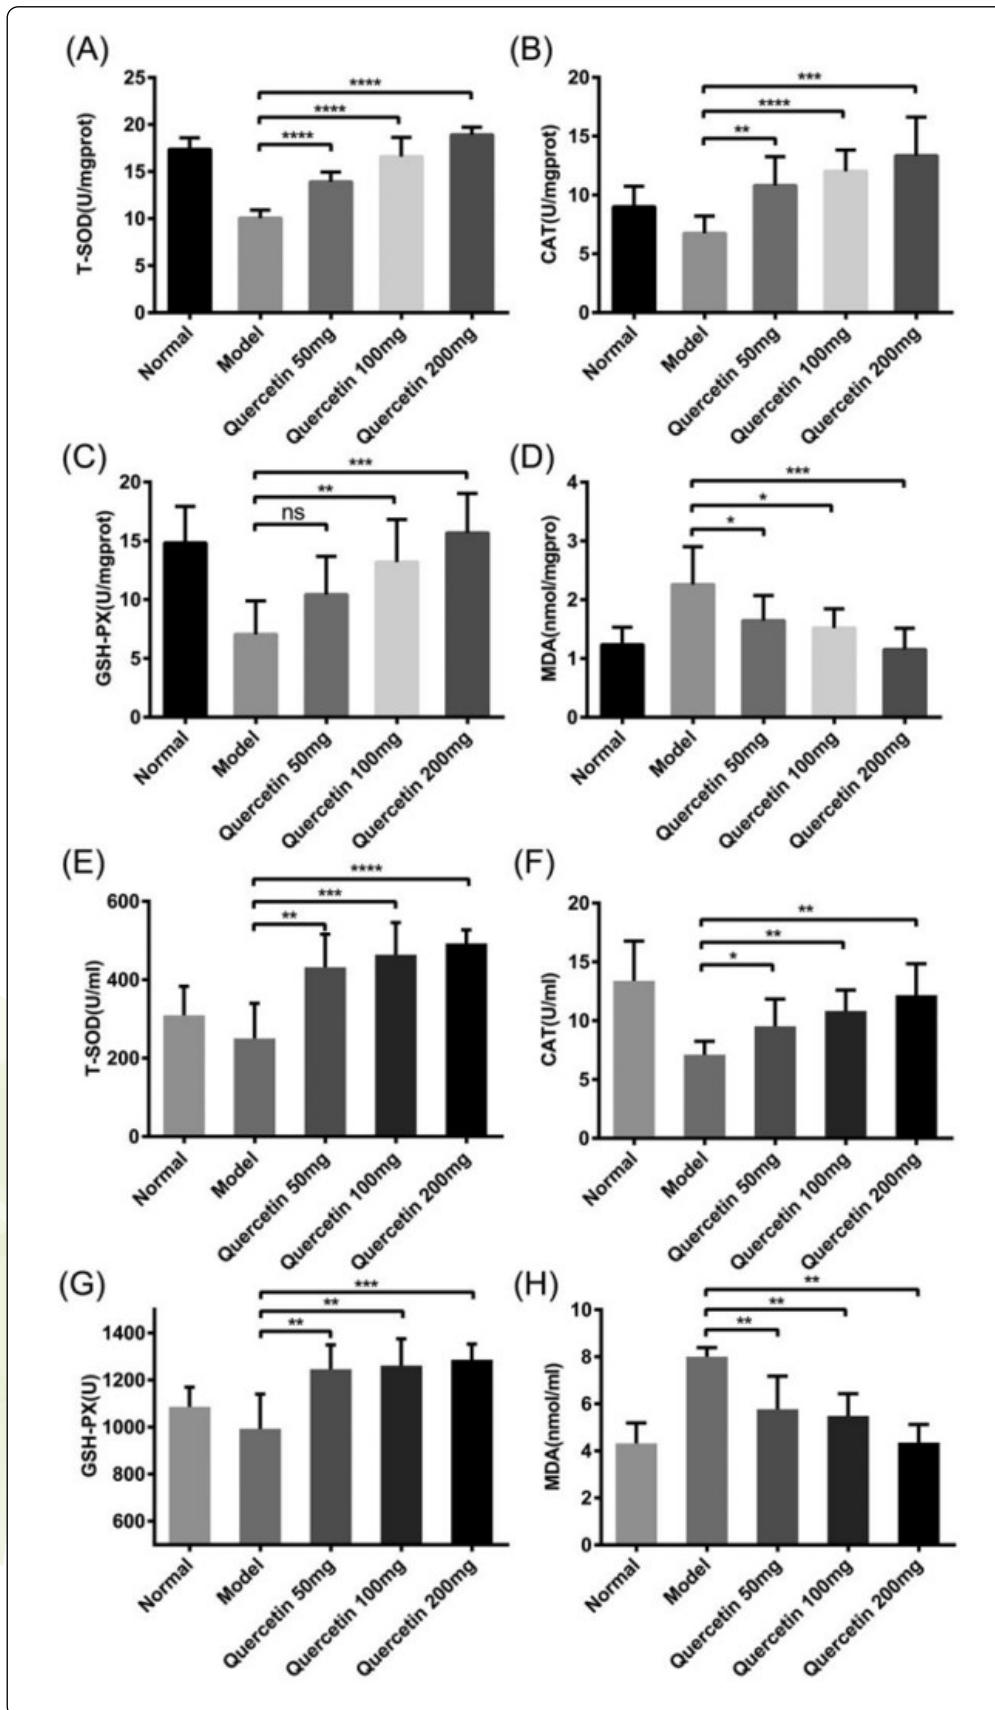 (A)
T-SOD(U/mgprot)
25
20
15
10
5
0
****
****
****
Normal
Model
Quercetin 50mg
Quercetin 100mg
Quercetin 200mg
(B)
CAT(U/mgprot)
20
15
10
5
0
***
****
**
Normal
Model
Quercetin 50mg
Quercetin 100mg
Quercetin 200mg
(C)
GSH-PX(U/mgprot)
20
15
10
5
0
***
**
ns
Normal
Model
Quercetin 50mg
Quercetin 100mg
Quercetin 200mg
(D)
MDA(nmol/mgpro)
4
3
2
1
0
***
*
*
Normal
Model
Quercetin 50mg
Quercetin 100mg
Quercetin 200mg
(E)
T-SOD(U/ml)
600
400
200
0
****
***
**
Normal
Model
Quercetin 50mg
Quercetin 100mg
Quercetin 200mg
(F)
CAT(U/ml)
20
15
10
5
0
**
**
*
Normal
Model
Quercetin 50mg
Quercetin 100mg
Quercetin 200mg
(G)
GSH-PX(U)
1400
1200
1000
800
600
***
**
**
Normal
Model
Quercetin 50mg
Quercetin 100mg
Quercetin 200mg
(H)
MDA(nmol/ml)
10
8
6
4
2
0
**
**
**
Normal
Model
Quercetin 50mg
Quercetin 100mg
Quercetin 200mg